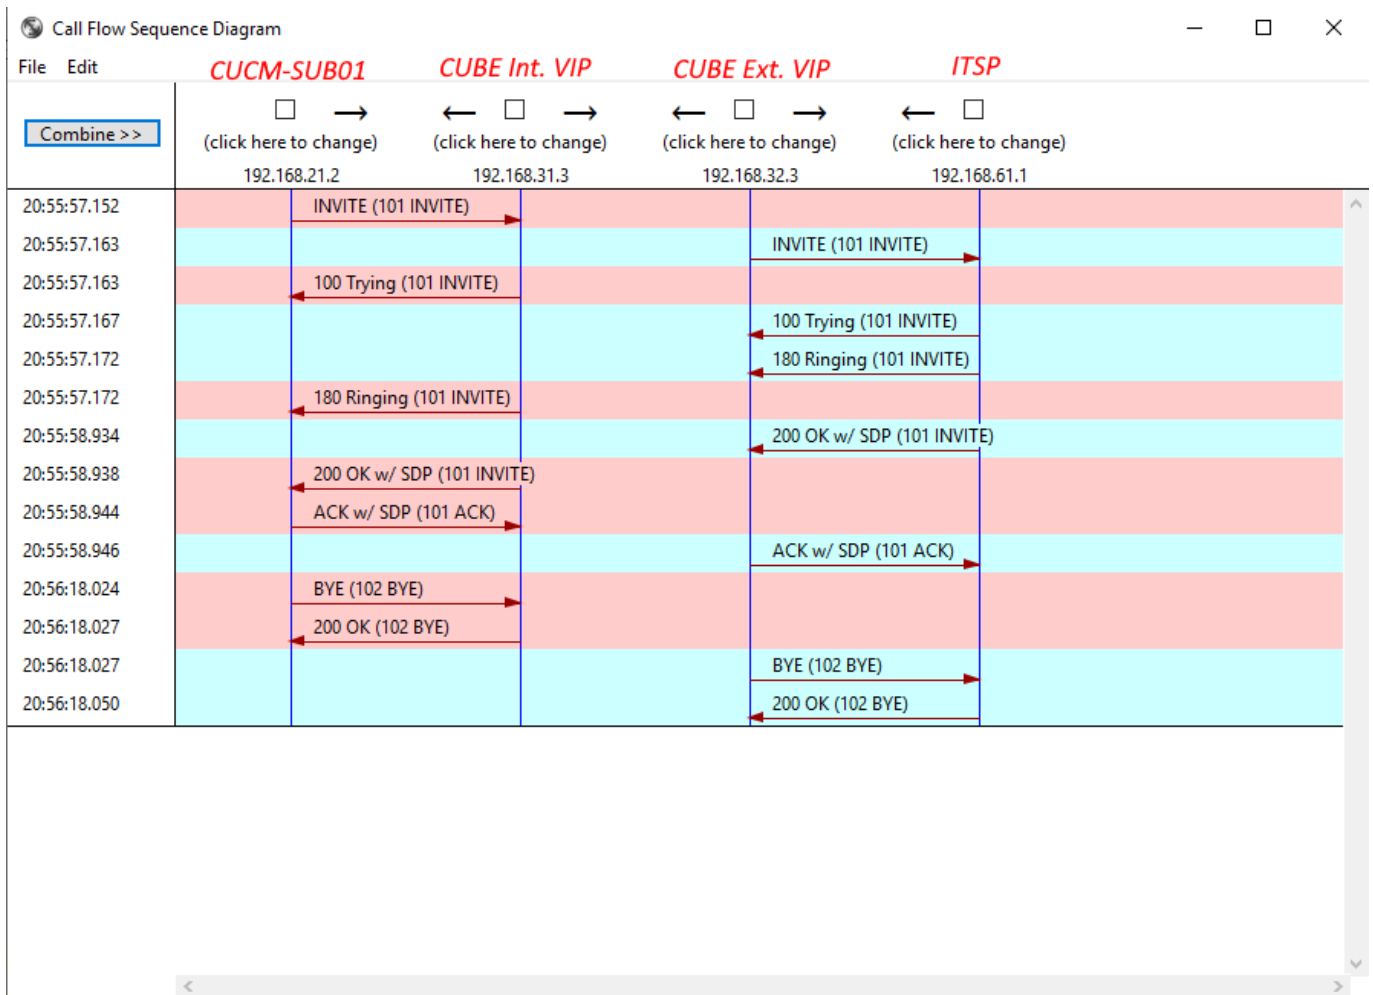 Call Flow Sequence Diagram
File Edit
CUCM-SUB01 CUBE Int. VIP CUBE Ext. VIP ITSP
Combine >>
(click here to change) (click here to change) (click here to change) (click here to change)
192.168.21.2 192.168.31.3 192.168.32.3 192.168.61.1
20:55:57.152 INVITE (101 INVITE)
20:55:57.163 INVITE (101 INVITE)
20:55:57.163 100 Trying (101 INVITE)
20:55:57.167 100 Trying (101 INVITE)
20:55:57.172 180 Ringing (101 INVITE)
20:55:57.172 180 Ringing (101 INVITE)
20:55:58.934 200 OK w/ SDP (101 INVITE)
20:55:58.938 200 OK w/ SDP (101 INVITE)
20:55:58.944 ACK w/ SDP (101 ACK)
20:55:58.946 ACK w/ SDP (101 ACK)
20:56:18.024 BYE (102 BYE)
20:56:18.027 200 OK (102 BYE)
20:56:18.027 BYE (102 BYE)
20:56:18.050 200 OK (102 BYE)